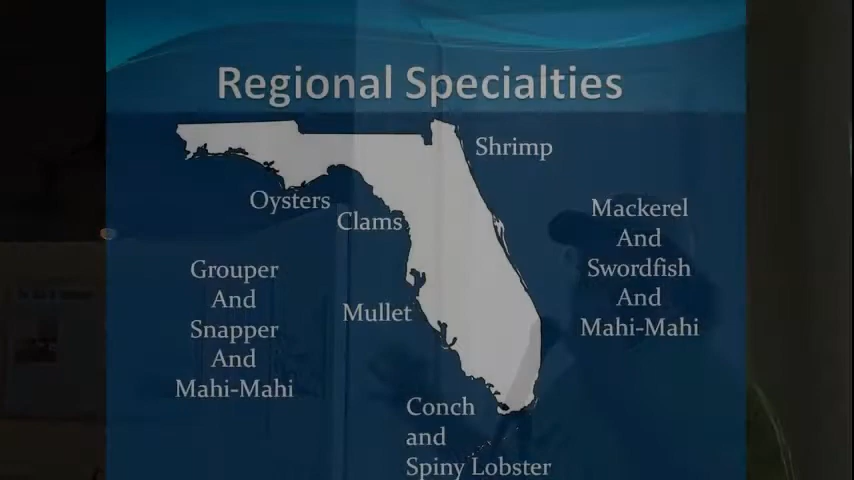 Regional Specialties
Shrimp
Oysters
Clams
Mackerel
And
Swordfish
And
Mahi-Mahi
Grouper
And
Snapper
And
Mahi-Mahi
Mullet
Conch
and
Spiny Lobster